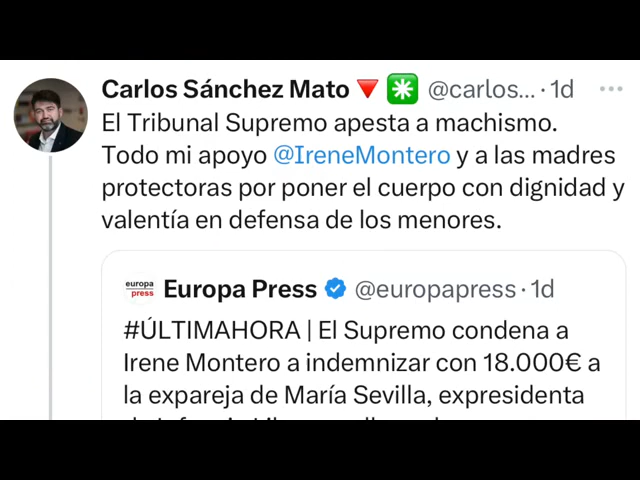 Carlos Sánchez Mato🔻✳️ @carlos... · 1d
El Tribunal Supremo apesta a machismo.
Todo mi apoyo @IreneMontero y a las madres
protectoras por poner el cuerpo con dignidad y
valentía en defensa de los menores.
europa press Europa Press @europapress · 1d
#ÚLTIMAHORA | El Supremo condena a
Irene Montero a indemnizar con 18.000€ a
la expareja de María Sevilla, expresidenta